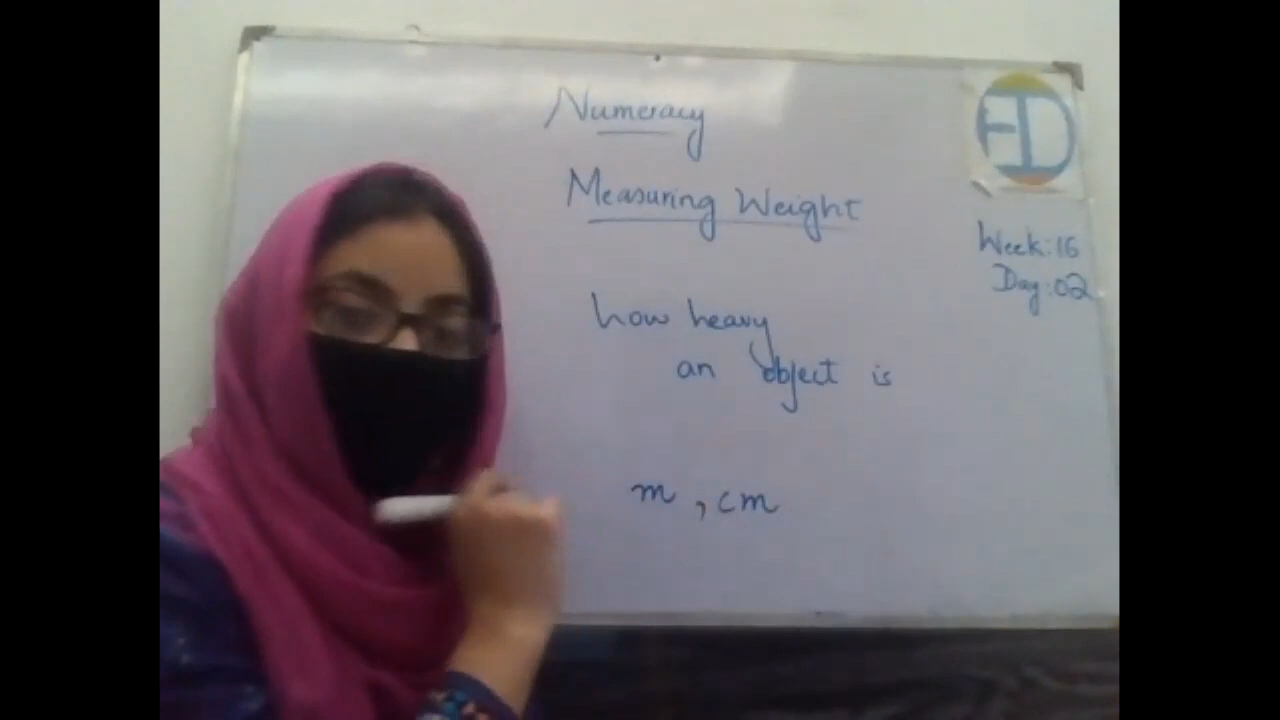 Numeracy
Measuring Weight
Week:16
Day:02
how heavy
an object is
m, cm